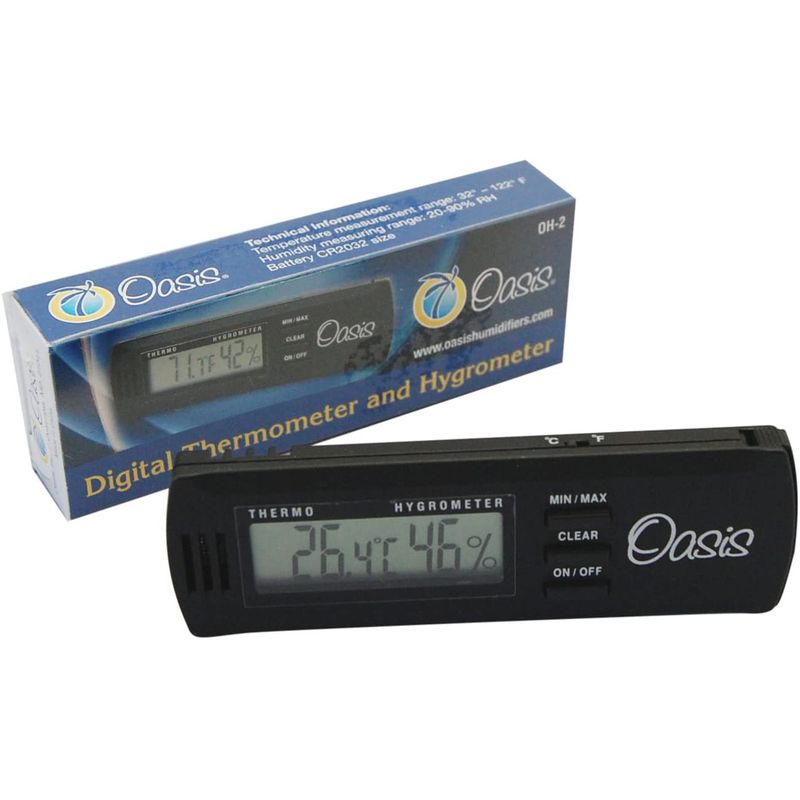 Technical Information:
Temperature measurement range: 32° – 122° F
Humidity measuring range: 20-90% RH
Battery CR2032 size
OH-2
Oasis®
Oasis®
www.oasishumidifiers.com
THERMO HYGROMETER
71.1°F 42%
MIN/MAX
CLEAR
ON/OFF
Oasis
Digital Thermometer and Hygrometer
Oasis
°C °F
THERMO HYGROMETER
26.4°C 46%
MIN/MAX
CLEAR
ON/OFF
Oasis